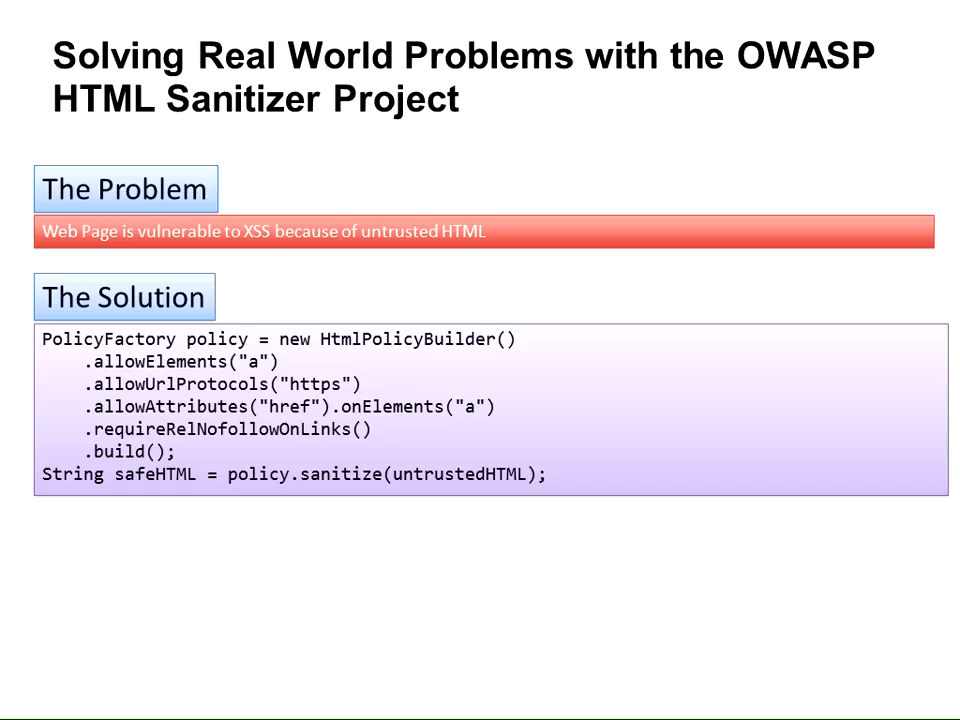 Solving Real World Problems with the OWASP
HTML Sanitizer Project
The Problem
Web Page is vulnerable to XSS because of untrusted HTML
The Solution
PolicyFactory policy = new HtmlPolicyBuilder()
    .allowElements("a")
    .allowUrlProtocols("https")
    .allowAttributes("href").onElements("a")
    .requireRelNofollowOnLinks()
    .build();
String safeHTML = policy.sanitize(untrustedHTML);